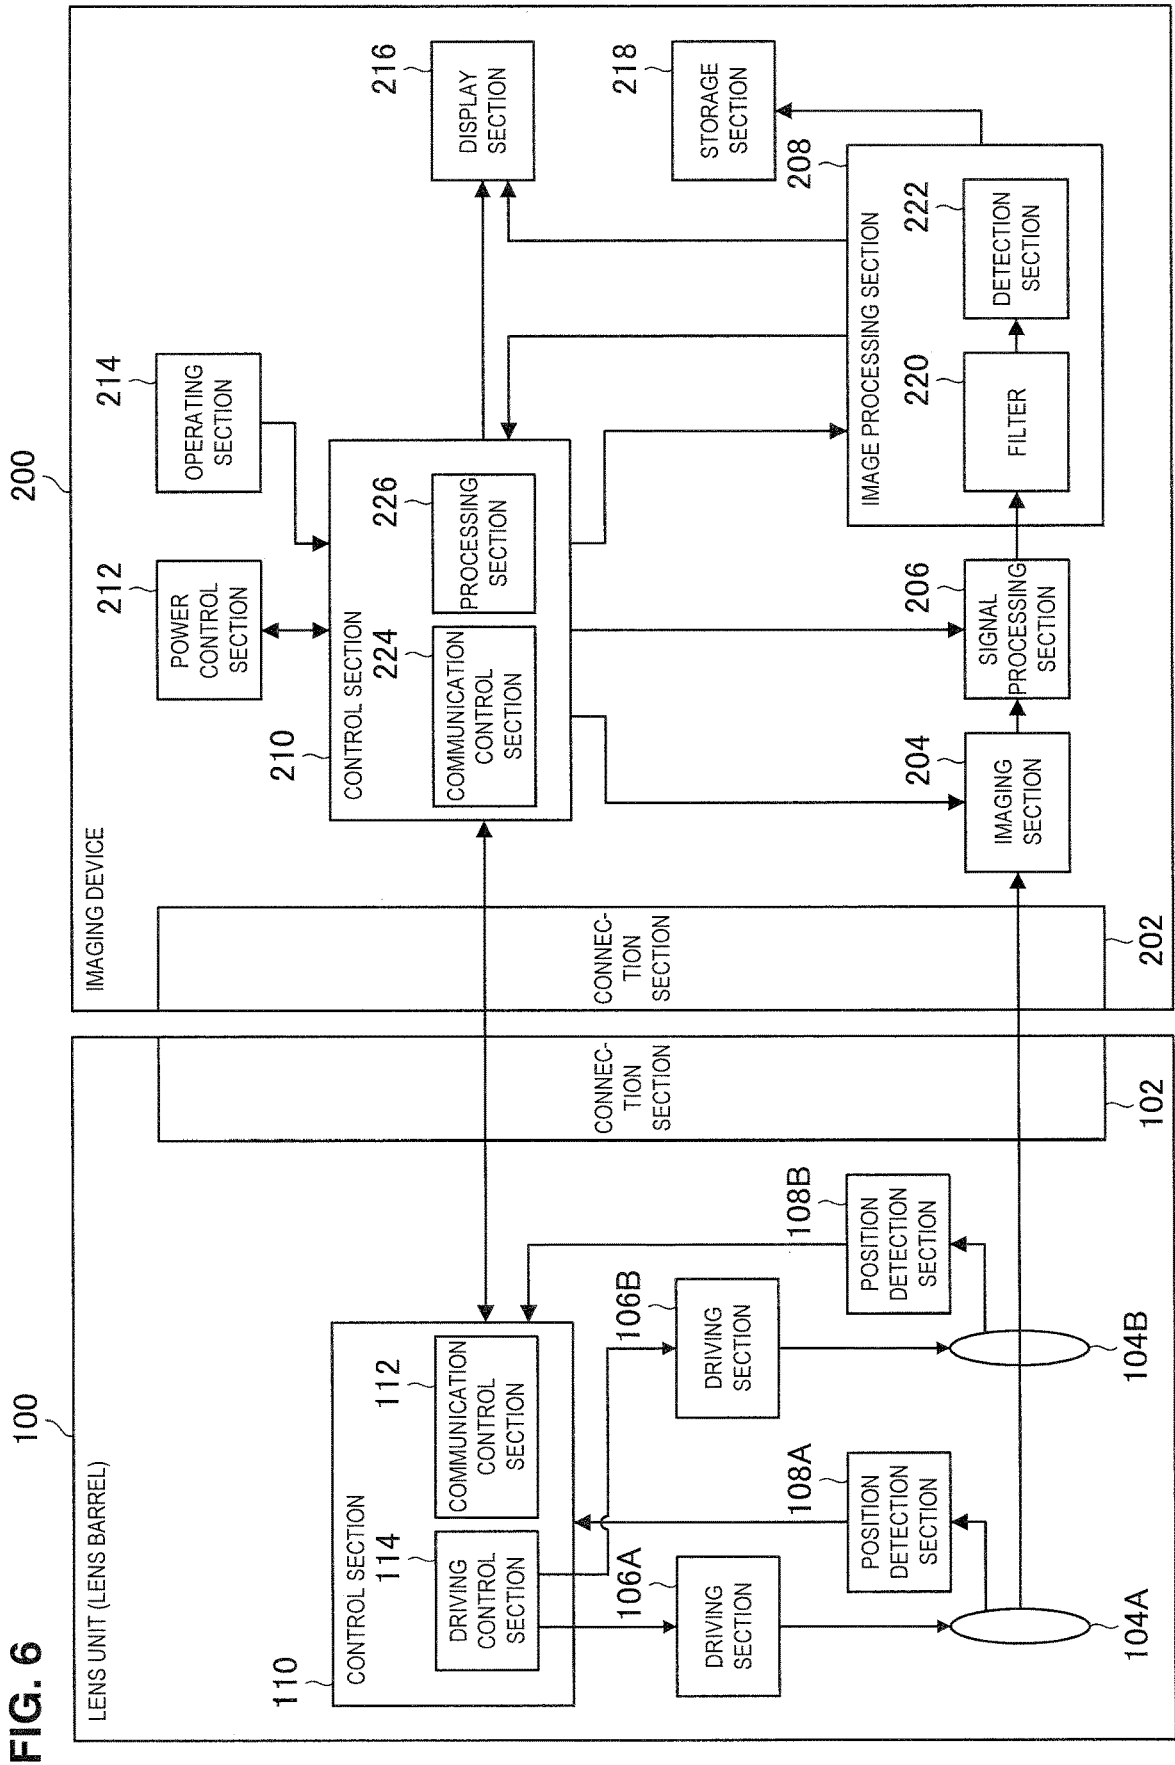 FIG. 6
100
LENS UNIT (LENS BARREL)
110
CONTROL SECTION
114
DRIVING
CONTROL
SECTION
112
COMMUNICATION
CONTROL
SECTION
106A
DRIVING
SECTION
106B
DRIVING
SECTION
108A
POSITION
DETECTION
SECTION
108B
POSITION
DETECTION
SECTION
104A
104B
CONNEC-
TION
SECTION
102
200
IMAGING DEVICE
CONNEC-
TION
SECTION
202
212
POWER
CONTROL
SECTION
214
OPERATING
SECTION
210
CONTROL SECTION
224
COMMUNICATION
CONTROL
SECTION
226
PROCESSING
SECTION
216
DISPLAY
SECTION
218
STORAGE
SECTION
204
IMAGING
SECTION
206
SIGNAL
PROCESSING
SECTION
208
IMAGE PROCESSING SECTION
220
FILTER
222
DETECTION
SECTION